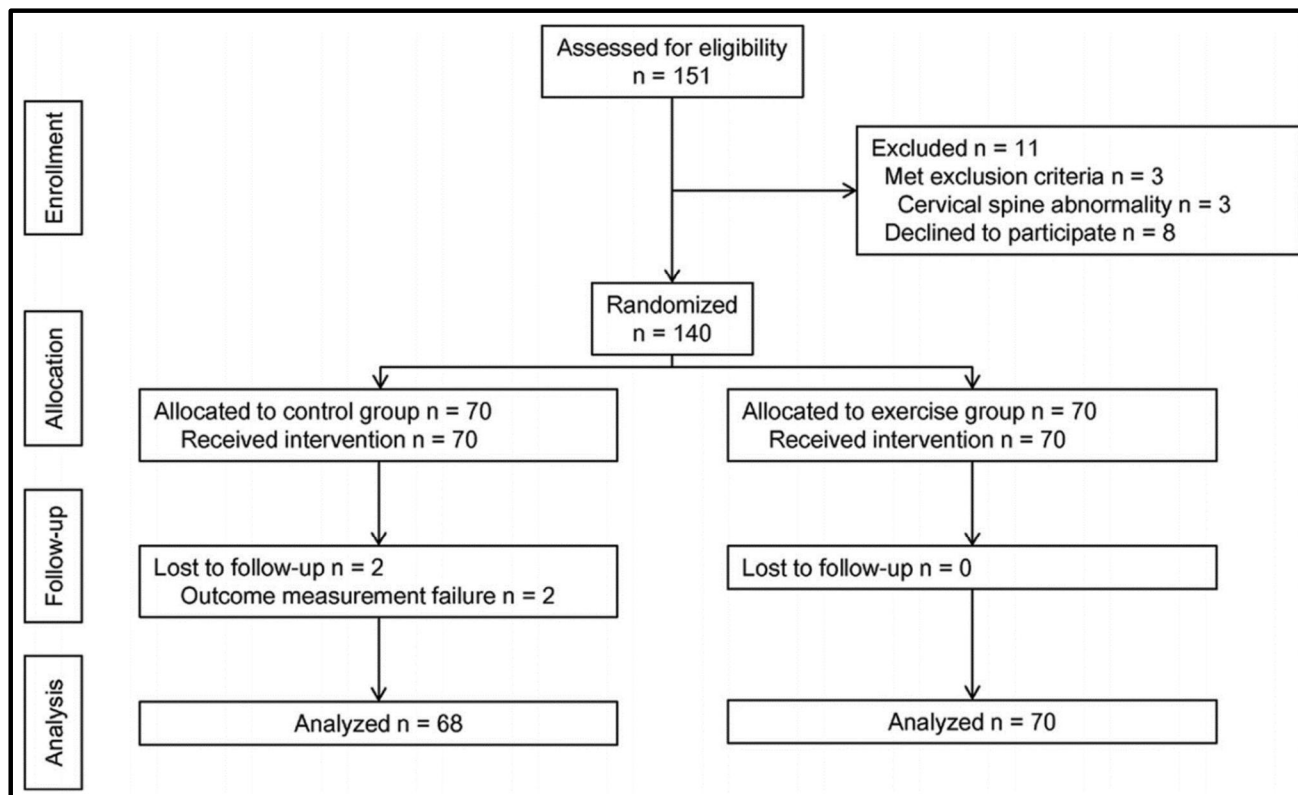 Assessed for eligibility
n = 151
Enrollment
Excluded n = 11
Met exclusion criteria n = 3
Cervical spine abnormality n = 3
Declined to participate n = 8
Randomized
n = 140
Allocation
Allocated to control group n = 70
Received intervention n = 70
Allocated to exercise group n = 70
Received intervention n = 70
Follow-up
Lost to follow-up n = 2
Outcome measurement failure n = 2
Lost to follow-up n = 0
Analysis
Analyzed n = 68
Analyzed n = 70